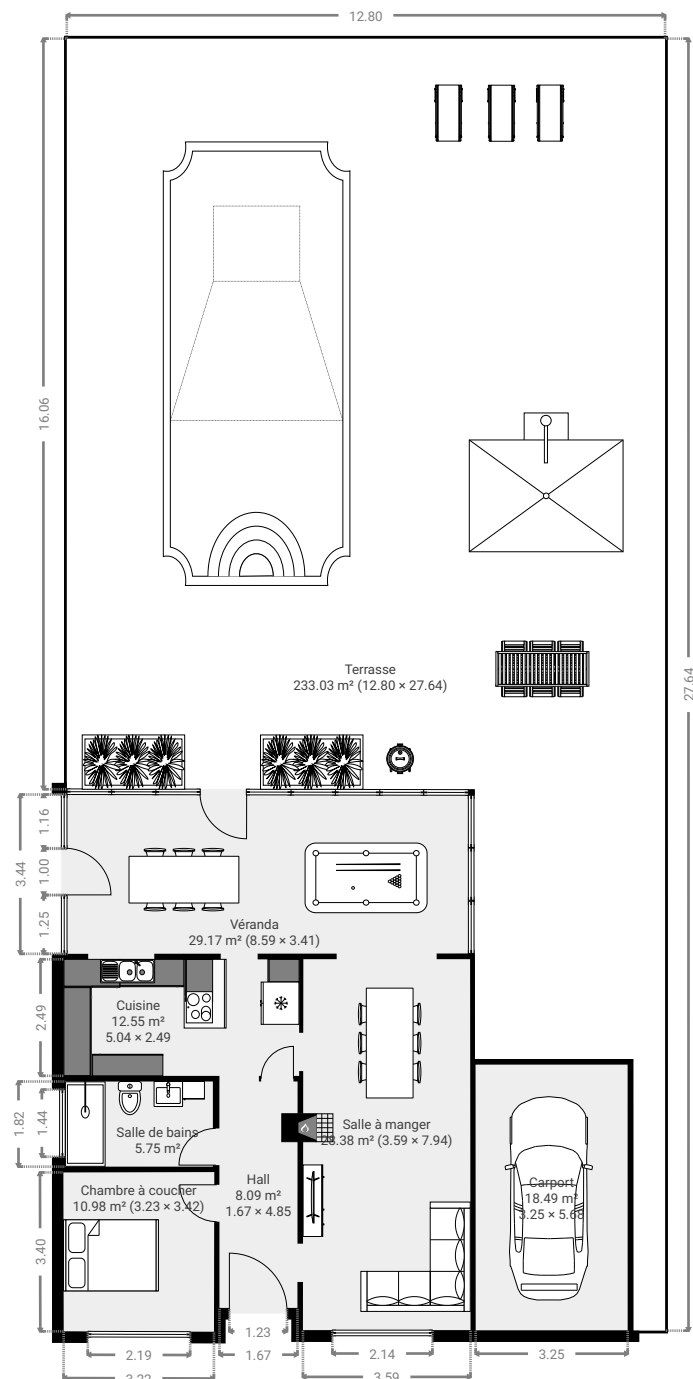 12.80
16.06
27.64
Terrasse
233.03 m² (12.80 × 27.64)
1.16
3.44
1.00
1.25
Véranda
29.17 m² (8.59 × 3.41)
2.49
Cuisine
12.55 m²
5.04 × 2.49
1.82
1.44
Salle de bains
5.75 m²
Salle à manger
28.38 m² (3.59 × 7.94)
Hall
8.09 m²
1.67 × 4.85
Chambre à coucher
10.98 m² (3.23 × 3.42)
3.40
Carport
18.49 m²
3.25 × 5.68
1.23
2.19
1.67
2.14
3.25
3.59